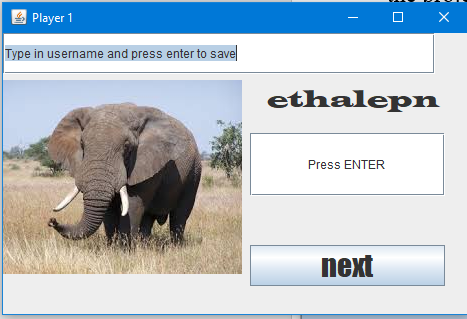 Player 1
Type in username and press enter to save
ethalepn
Press ENTER
next